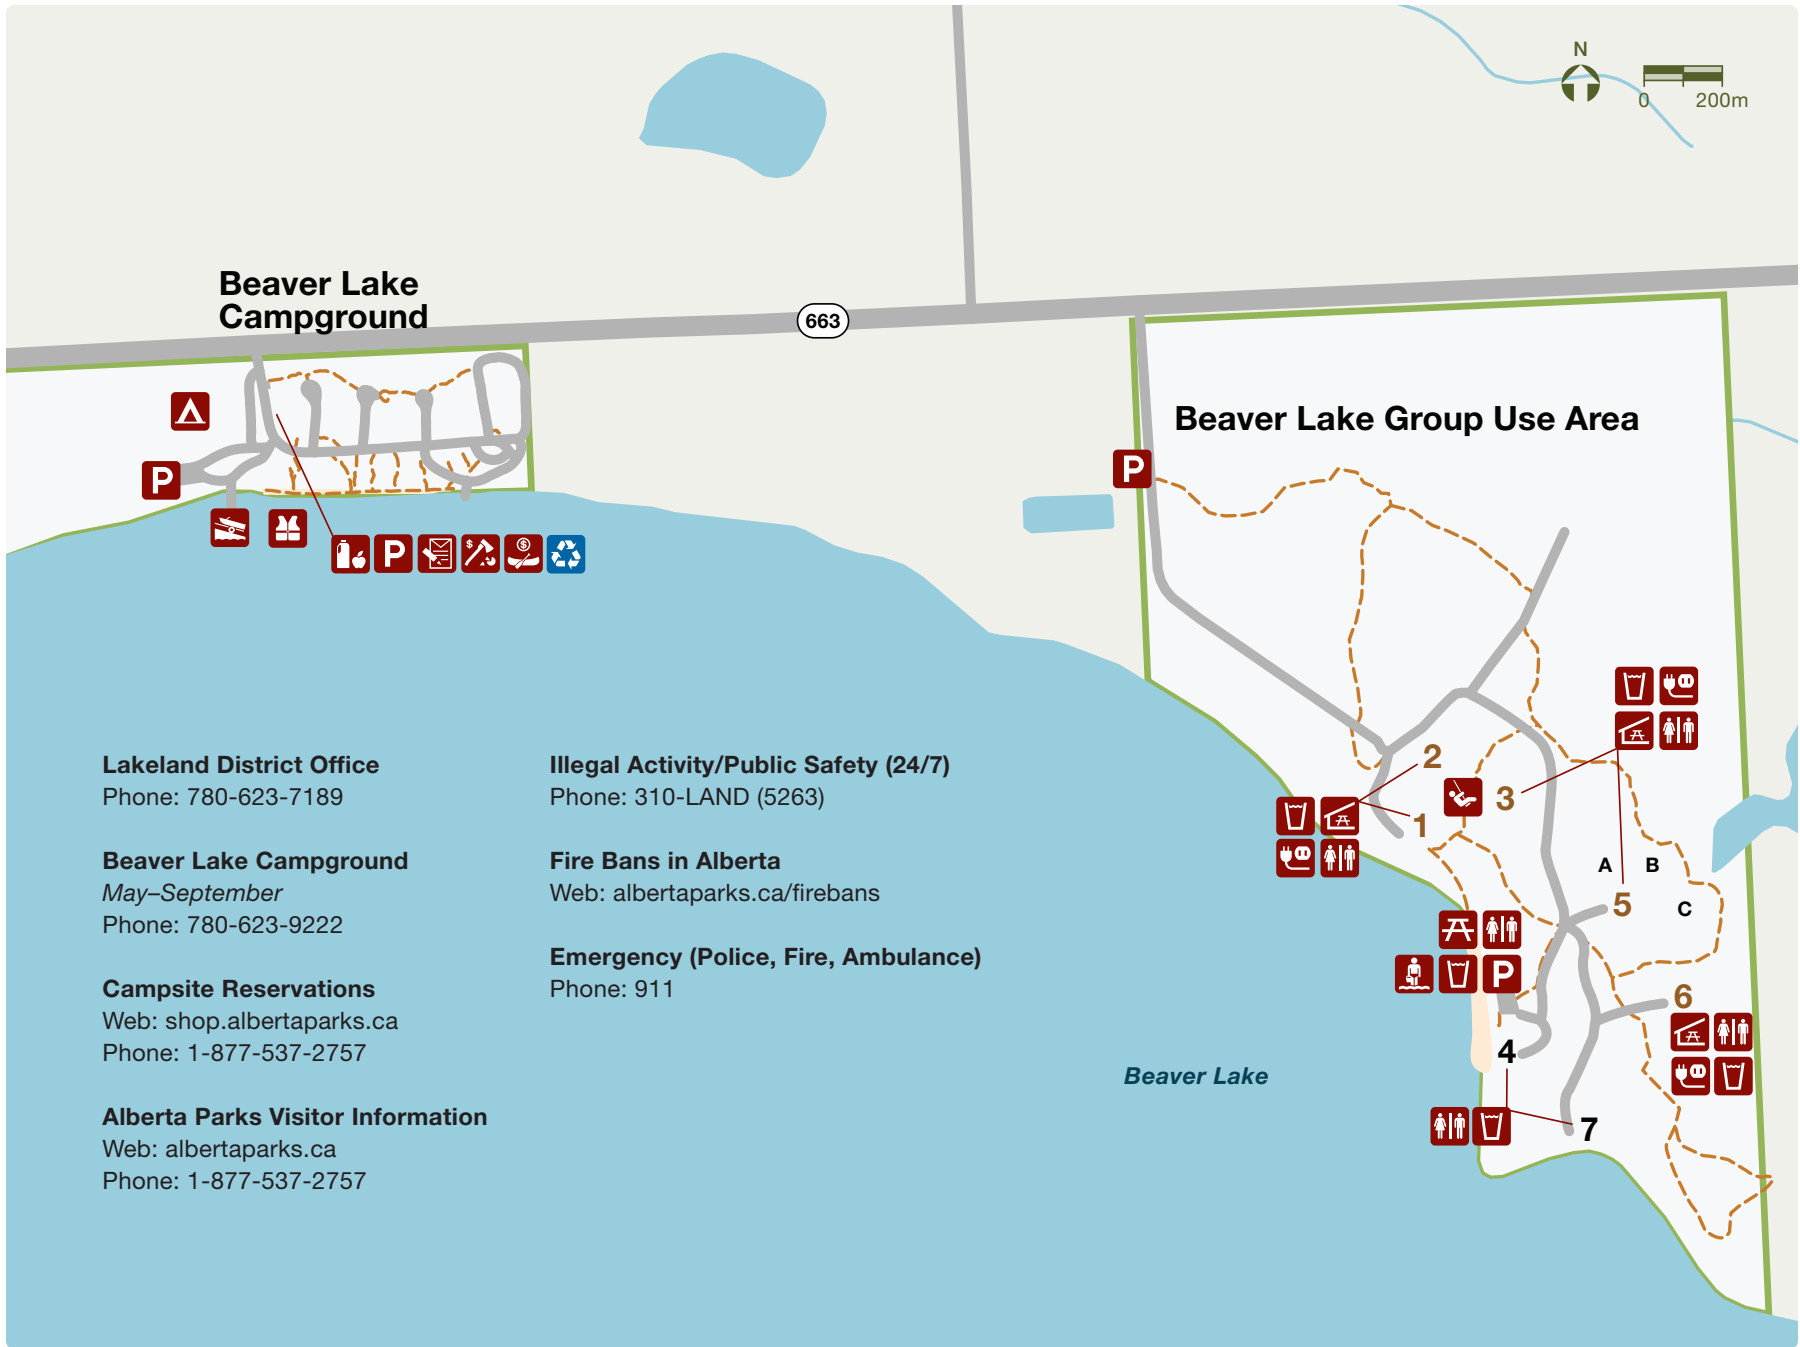 N
0 200m
Beaver Lake
Campground
663
Beaver Lake Group Use Area
P
P
$
$
P
Lakeland District Office
Phone: 780-623-7189
Beaver Lake Campground
May–September
Phone: 780-623-9222
Campsite Reservations
Web: shop.albertaparks.ca
Phone: 1-877-537-2757
Alberta Parks Visitor Information
Web: albertaparks.ca
Phone: 1-877-537-2757
Illegal Activity/Public Safety (24/7)
Phone: 310-LAND (5263)
Fire Bans in Alberta
Web: albertaparks.ca/firebans
Emergency (Police, Fire, Ambulance)
Phone: 911
2
3
1
A B
5
C
P
6
4
Beaver Lake
7